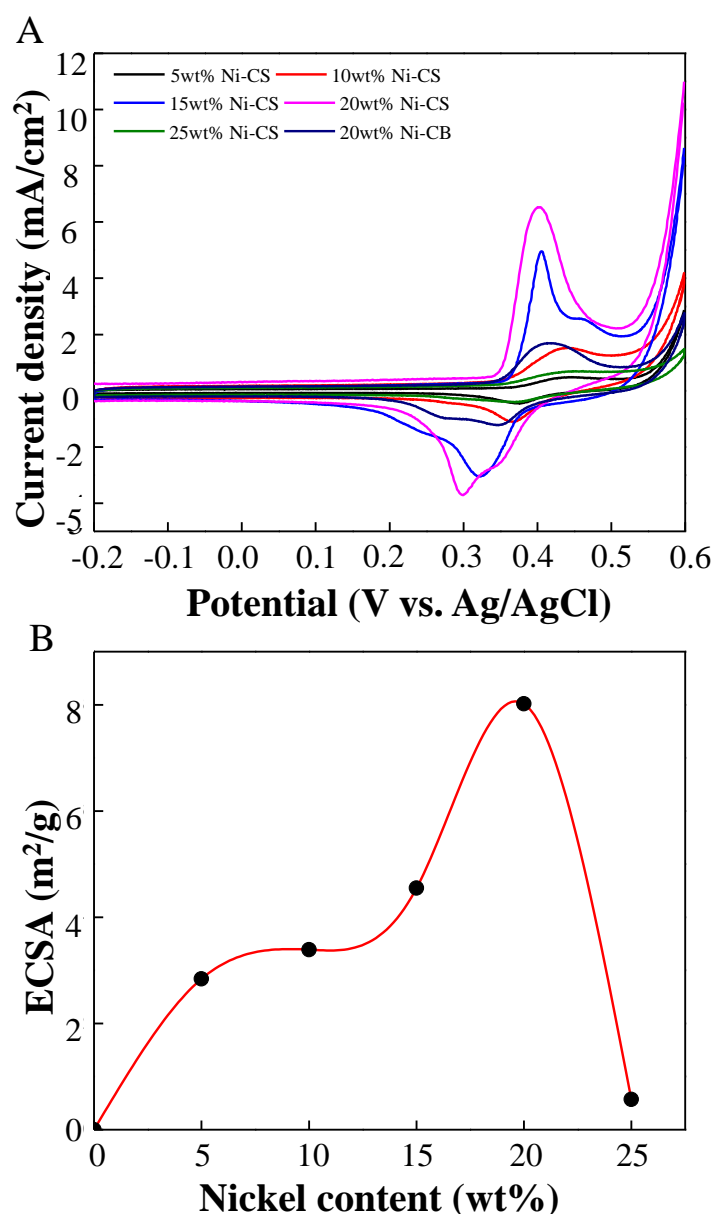 A
12
10
8
6
4
2
0
-2
-4
-5
5wt% Ni-CS 10wt% Ni-CS
15wt% Ni-CS 20wt% Ni-CS
25wt% Ni-CS 20wt% Ni-CB
Current density (mA/cm²)
-0.2 -0.1 0.0 0.1 0.2 0.3 0.4 0.5 0.6
Potential (V vs. Ag/AgCl)
B
8
6
4
2
0
ECSA (m²/g)
0 5 10 15 20 25
Nickel content (wt%)